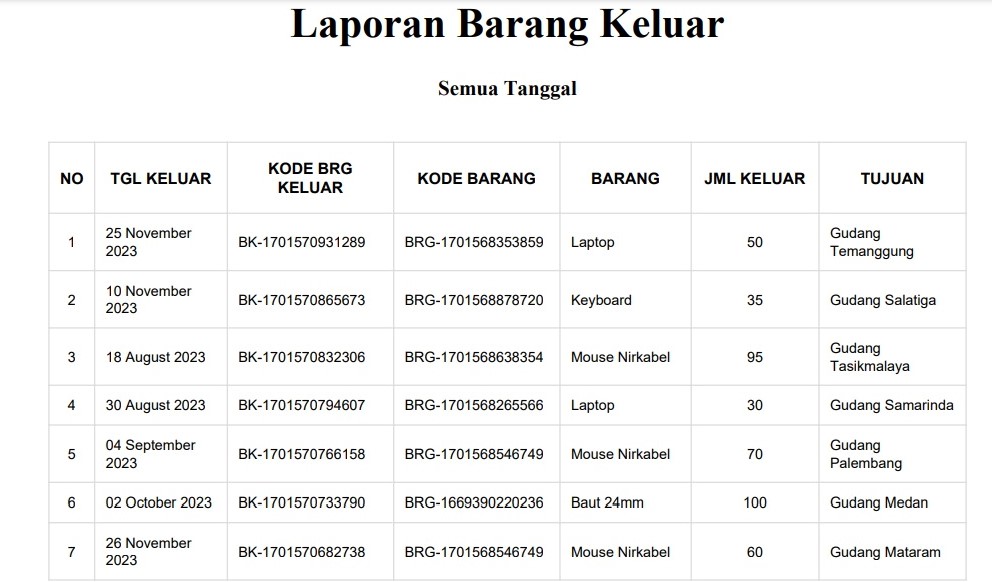 Laporan Barang Keluar
Semua Tanggal
NO TGL KELUAR KODE BRG KELUAR KODE BARANG BARANG JML KELUAR TUJUAN
1 25 November 2023 BK-1701570931289 BRG-1701568353859 Laptop 50 Gudang Temanggung
2 10 November 2023 BK-1701570865673 BRG-1701568878720 Keyboard 35 Gudang Salatiga
3 18 August 2023 BK-1701570832306 BRG-1701568638354 Mouse Nirkabel 95 Gudang Tasikmalaya
4 30 August 2023 BK-1701570794607 BRG-1701568265566 Laptop 30 Gudang Samarinda
5 04 September 2023 BK-1701570766158 BRG-1701568546749 Mouse Nirkabel 70 Gudang Palembang
6 02 October 2023 BK-1701570733790 BRG-1669390220236 Baut 24mm 100 Gudang Medan
7 26 November 2023 BK-1701570682738 BRG-1701568546749 Mouse Nirkabel 60 Gudang Mataram